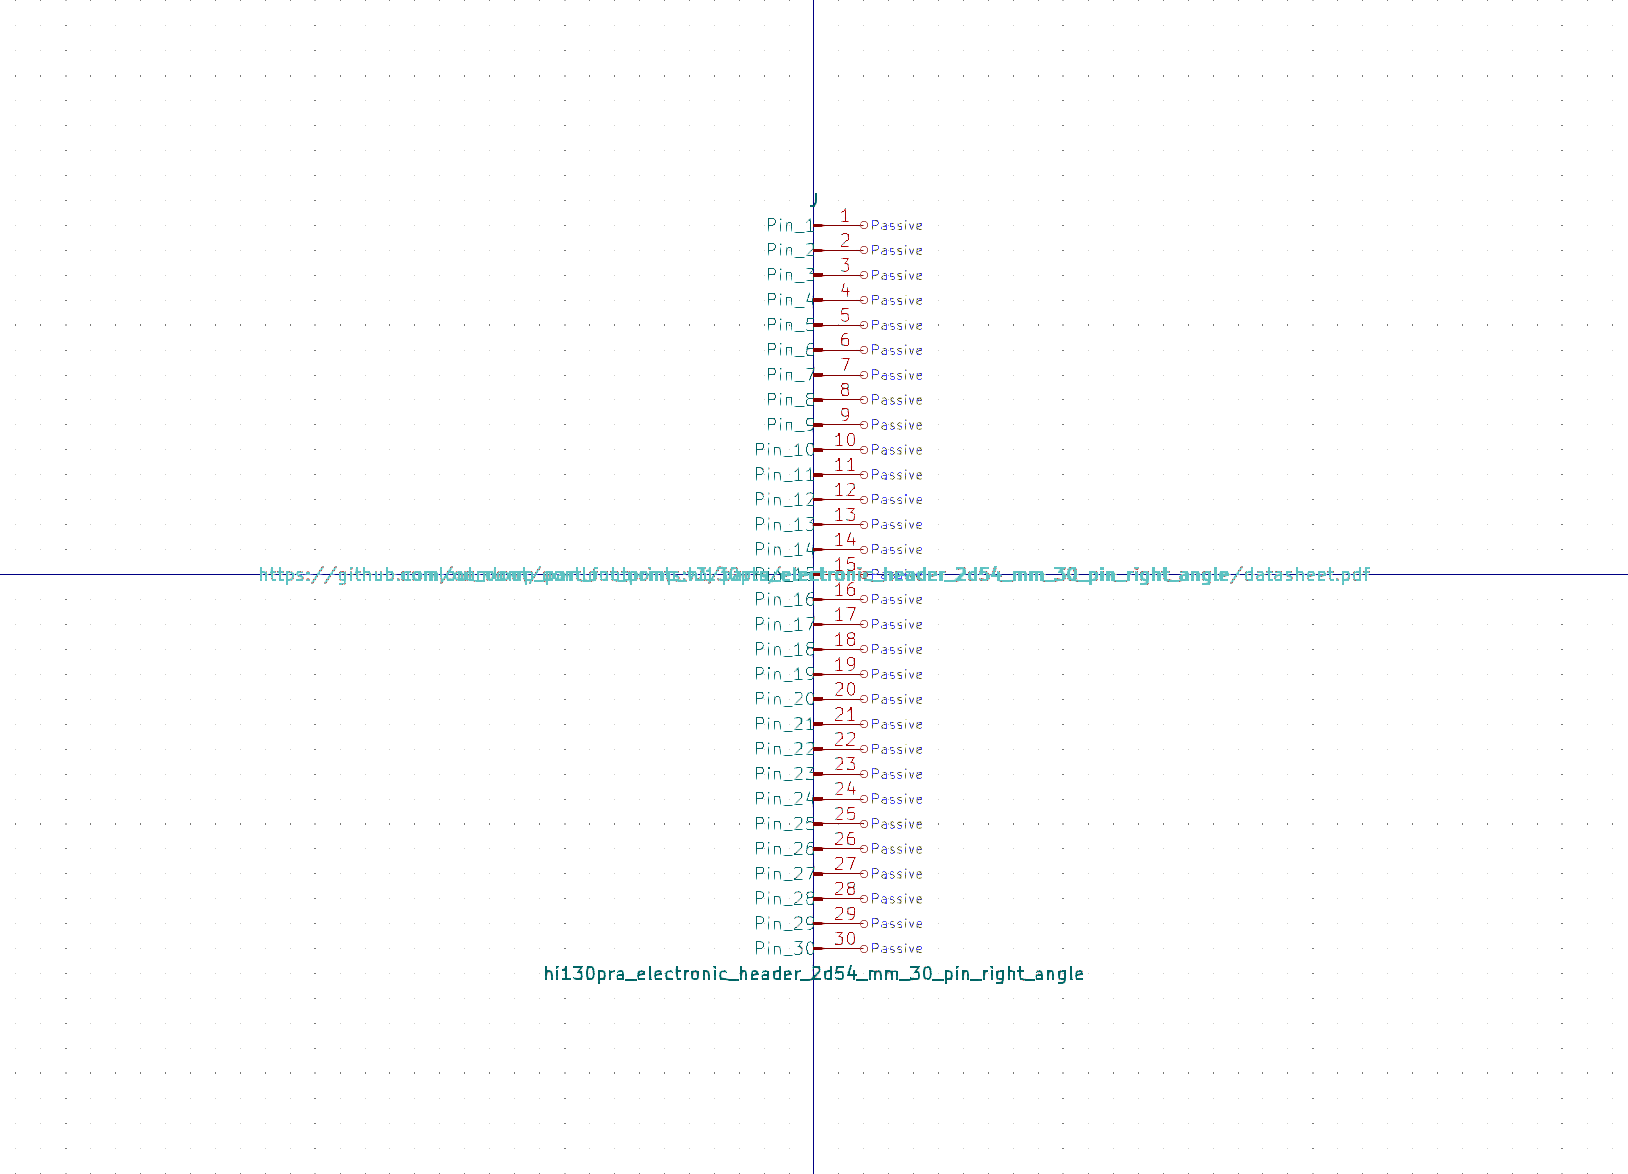 J
Pin_1 1 Passive
Pin_2 2 Passive
Pin_3 3 Passive
Pin_4 4 Passive
Pin_5 5 Passive
Pin_6 6 Passive
Pin_7 7 Passive
Pin_8 8 Passive
Pin_9 9 Passive
Pin_10 10 Passive
Pin_11 11 Passive
Pin_12 12 Passive
Pin_13 13 Passive
Pin_14 14 Passive
15
https://github. electronic_header_2d54_mm_30_pin_right_angle/datasheet.pdf
Pin_16 16 Passive
Pin_17 17 Passive
Pin_18 18 Passive
Pin_19 19 Passive
Pin_20 20 Passive
Pin_21 21 Passive
Pin_22 22 Passive
Pin_23 23 Passive
Pin_24 24 Passive
Pin_25 25 Passive
Pin_26 26 Passive
Pin_27 27 Passive
Pin_28 28 Passive
Pin_29 29 Passive
Pin_30 30 Passive
hi130pra_electronic_header_2d54_mm_30_pin_right_angle